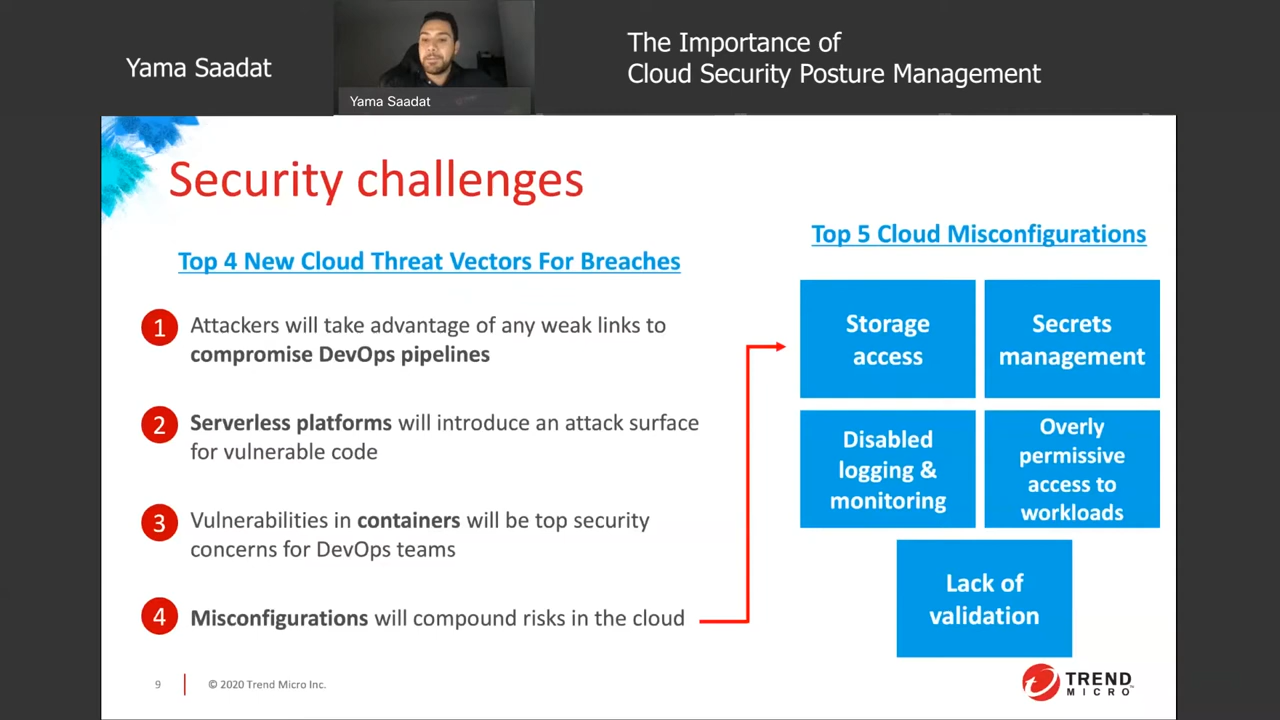 Yama Saadat
Yama Saadat
The Importance of
Cloud Security Posture Management
Security challenges
Top 4 New Cloud Threat Vectors For Breaches
1 Attackers will take advantage of any weak links to
compromise DevOps pipelines
2 Serverless platforms will introduce an attack surface
for vulnerable code
3 Vulnerabilities in containers will be top security
concerns for DevOps teams
4 Misconfigurations will compound risks in the cloud
Top 5 Cloud Misconfigurations
Storage
access
Secrets
management
Disabled
logging &
monitoring
Overly
permissive
access to
workloads
Lack of
validation
9
© 2020 Trend Micro Inc.
TREND
MICRO™